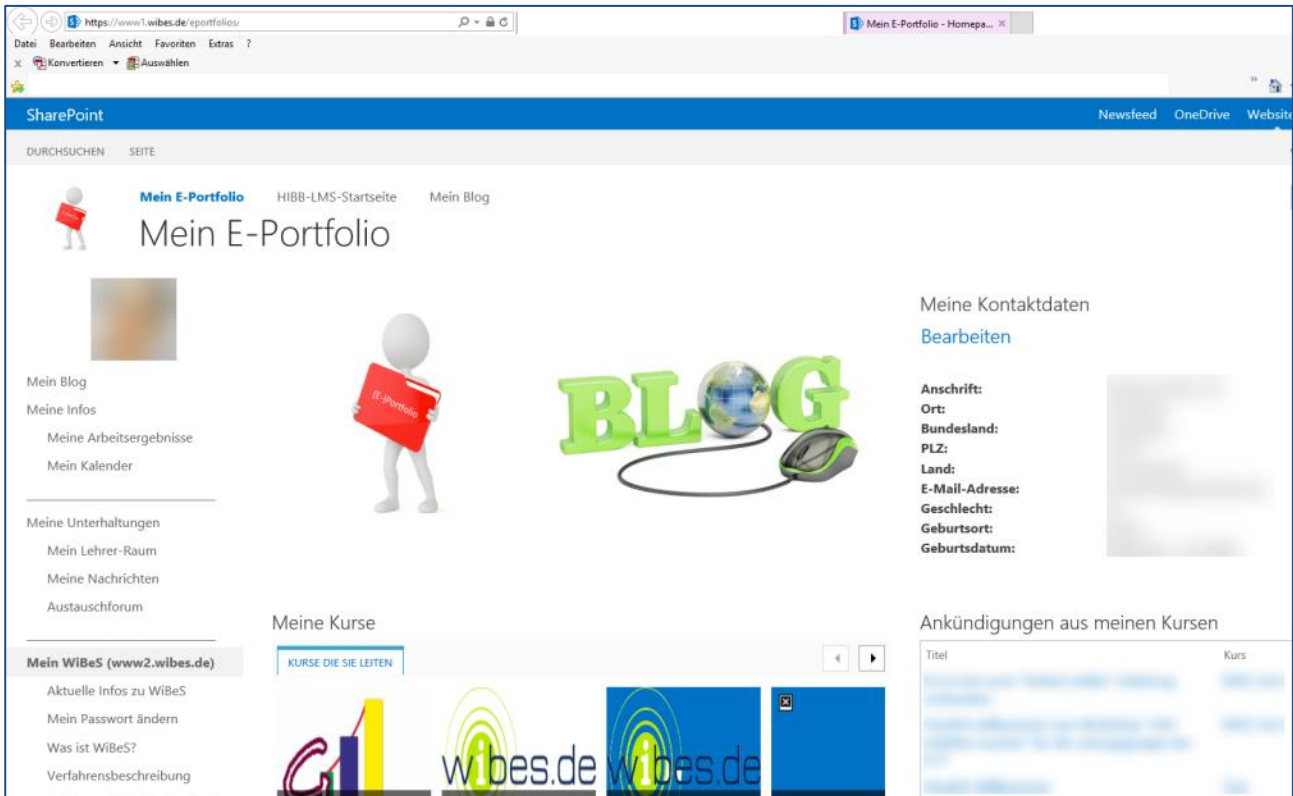 https://www1.wibes.de/eportfolios/
Mein E-Portfolio - Homepa...
Datei Bearbeiten Ansicht Favoriten Extras ?
x Konvertieren Auswählen
SharePoint
Newsfeed OneDrive Website
DURCHSUCHEN SEITE
Mein E-Portfolio HIBB-LMS-Startseite Mein Blog
Mein E-Portfolio
(E-)Portfolio
BLOG
Meine Kontaktdaten
Bearbeiten
Anschrift:
Ort:
Bundesland:
PLZ:
Land:
E-Mail-Adresse:
Geschlecht:
Geburtsort:
Geburtsdatum:
Mein Blog
Meine Infos
Meine Arbeitsergebnisse
Mein Kalender
Meine Unterhaltungen
Mein Lehrer-Raum
Meine Nachrichten
Austauschforum
Mein WiBeS (www2.wibes.de)
Aktuelle Infos zu WiBeS
Mein Passwort ändern
Was ist WiBeS?
Verfahrensbeschreibung
Meine Kurse
KURSE DIE SIE LEITEN
wibes.de
wibes.de
Ankündigungen aus meinen Kursen
Titel Kurs